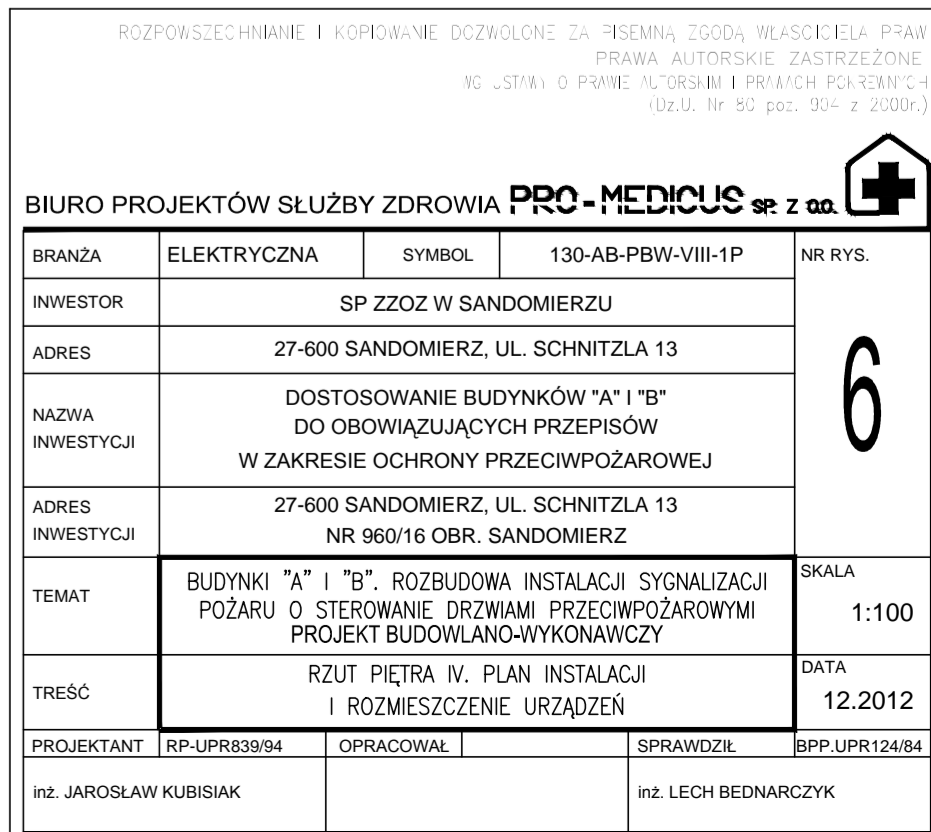 ROZPOWSZECHNIANIE I KOPIOWANIE DOZWOLONE ZA PISEMNĄ ZGODĄ WŁAŚCICIELA PRAW
PRAWA AUTORSKIE ZASTRZEŻONE
WG USTAWY O PRAWIE AUTORSKIM I PRAWACH POKREWNYCH
(Dz.U. Nr 80 poz. 904 z 2000r.)
BIURO PROJEKTÓW SŁUŻBY ZDROWIA PRO-MEDICUS SP. Z O.O.
BRANŻA ELEKTRYCZNA SYMBOL 130-AB-PBW-VIII-1P NR RYS.
6
INWESTOR SP ZZOZ W SANDOMIERZU
ADRES 27-600 SANDOMIERZ, UL. SCHNITZLA 13
NAZWA INWESTYCJI
DOSTOSOWANIE BUDYNKÓW "A" I "B"
DO OBOWIĄZUJĄCYCH PRZEPISÓW
W ZAKRESIE OCHRONY PRZECIWPOŻAROWEJ
ADRES INWESTYCJI
27-600 SANDOMIERZ, UL. SCHNITZLA 13
NR 960/16 OBR. SANDOMIERZ
TEMAT
BUDYNKI "A" I "B". ROZBUDOWA INSTALACJI SYGNALIZACJI
POŻARU O STEROWANIE DRZWIAMI PRZECIWPOŻAROWYMI
PROJEKT BUDOWLANO-WYKONAWCZY
SKALA
1:100
TREŚĆ
RZUT PIĘTRA IV. PLAN INSTALACJI
I ROZMIESZCZENIE URZĄDZEŃ
DATA
12.2012
PROJEKTANT RP-UPR839/94 OPRACOWAŁ SPRAWDZIŁ BPP.UPR124/84
inż. JAROSŁAW KUBISIAK inż. LECH BEDNARCZYK